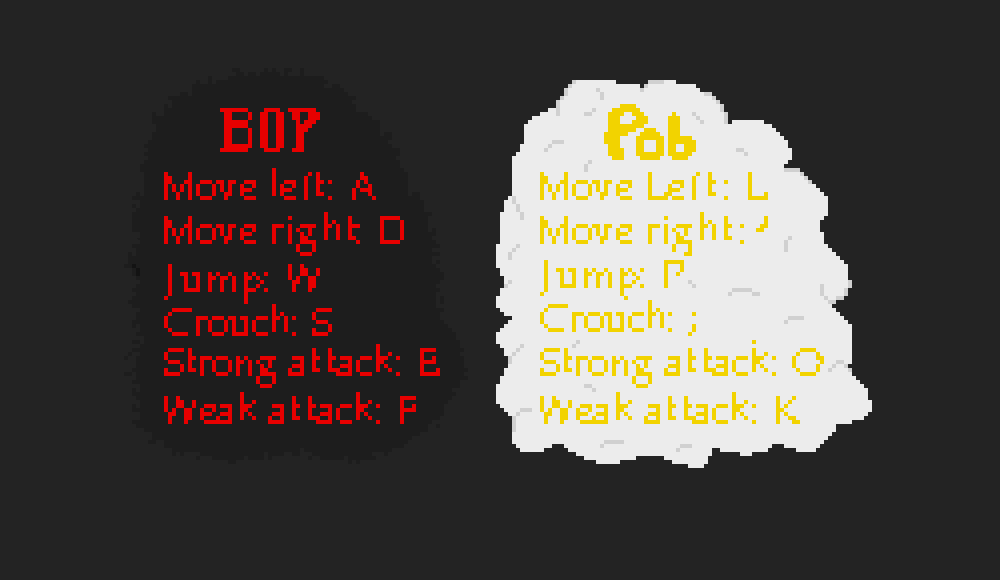 BOP
Move left: A
Move right: D
Jump: W
Crouch: S
Strong attack: E
Weak attack: F
Pob
Move Left: L
Move right: '
Jump: P
Crouch: ;
Strong attack: O
Weak attack: K